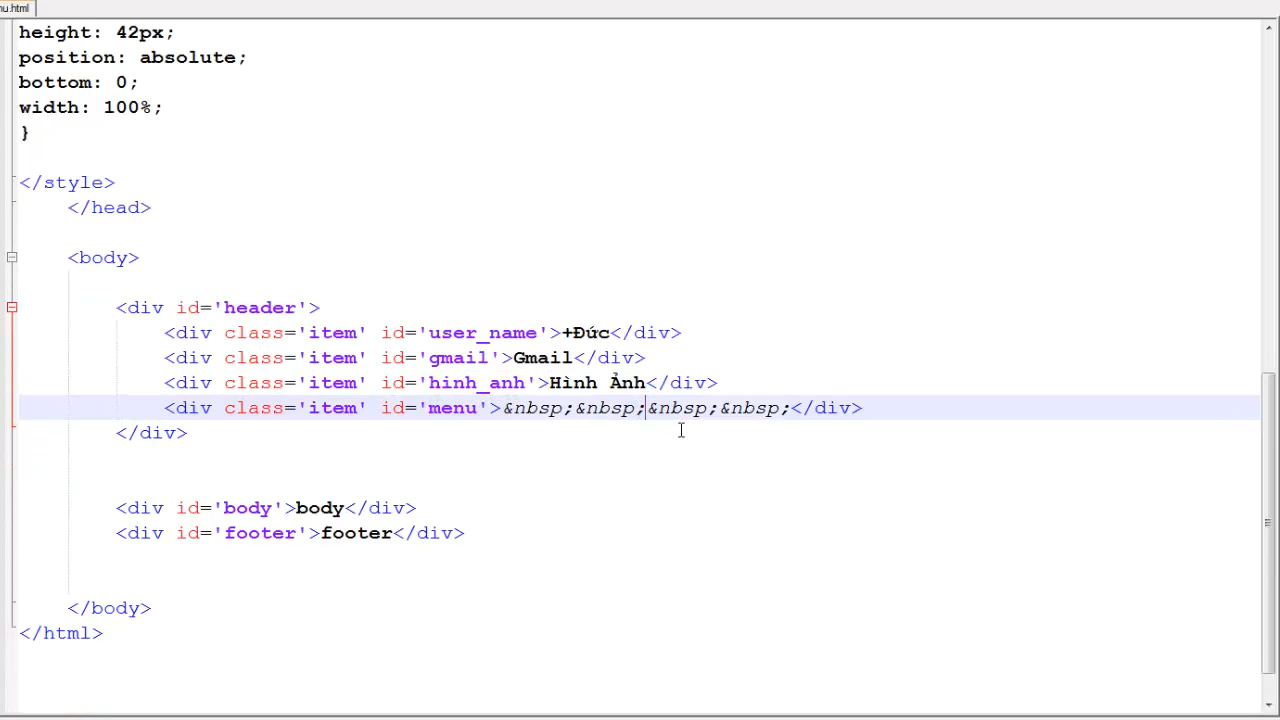 nu.html
height: 42px;
position: absolute;
bottom: 0;
width: 100%;
}
</style>
</head>
<body>
<div id='header'>
<div class='item' id='user_name'>+Đức</div>
<div class='item' id='gmail'>Gmail</div>
<div class='item' id='hinh_anh'>Hình Ảnh</div>
<div class='item' id='menu'>&nbsp;&nbsp;&nbsp;&nbsp;</div>
</div>
<div id='body'>body</div>
<div id='footer'>footer</div>
</body>
</html>